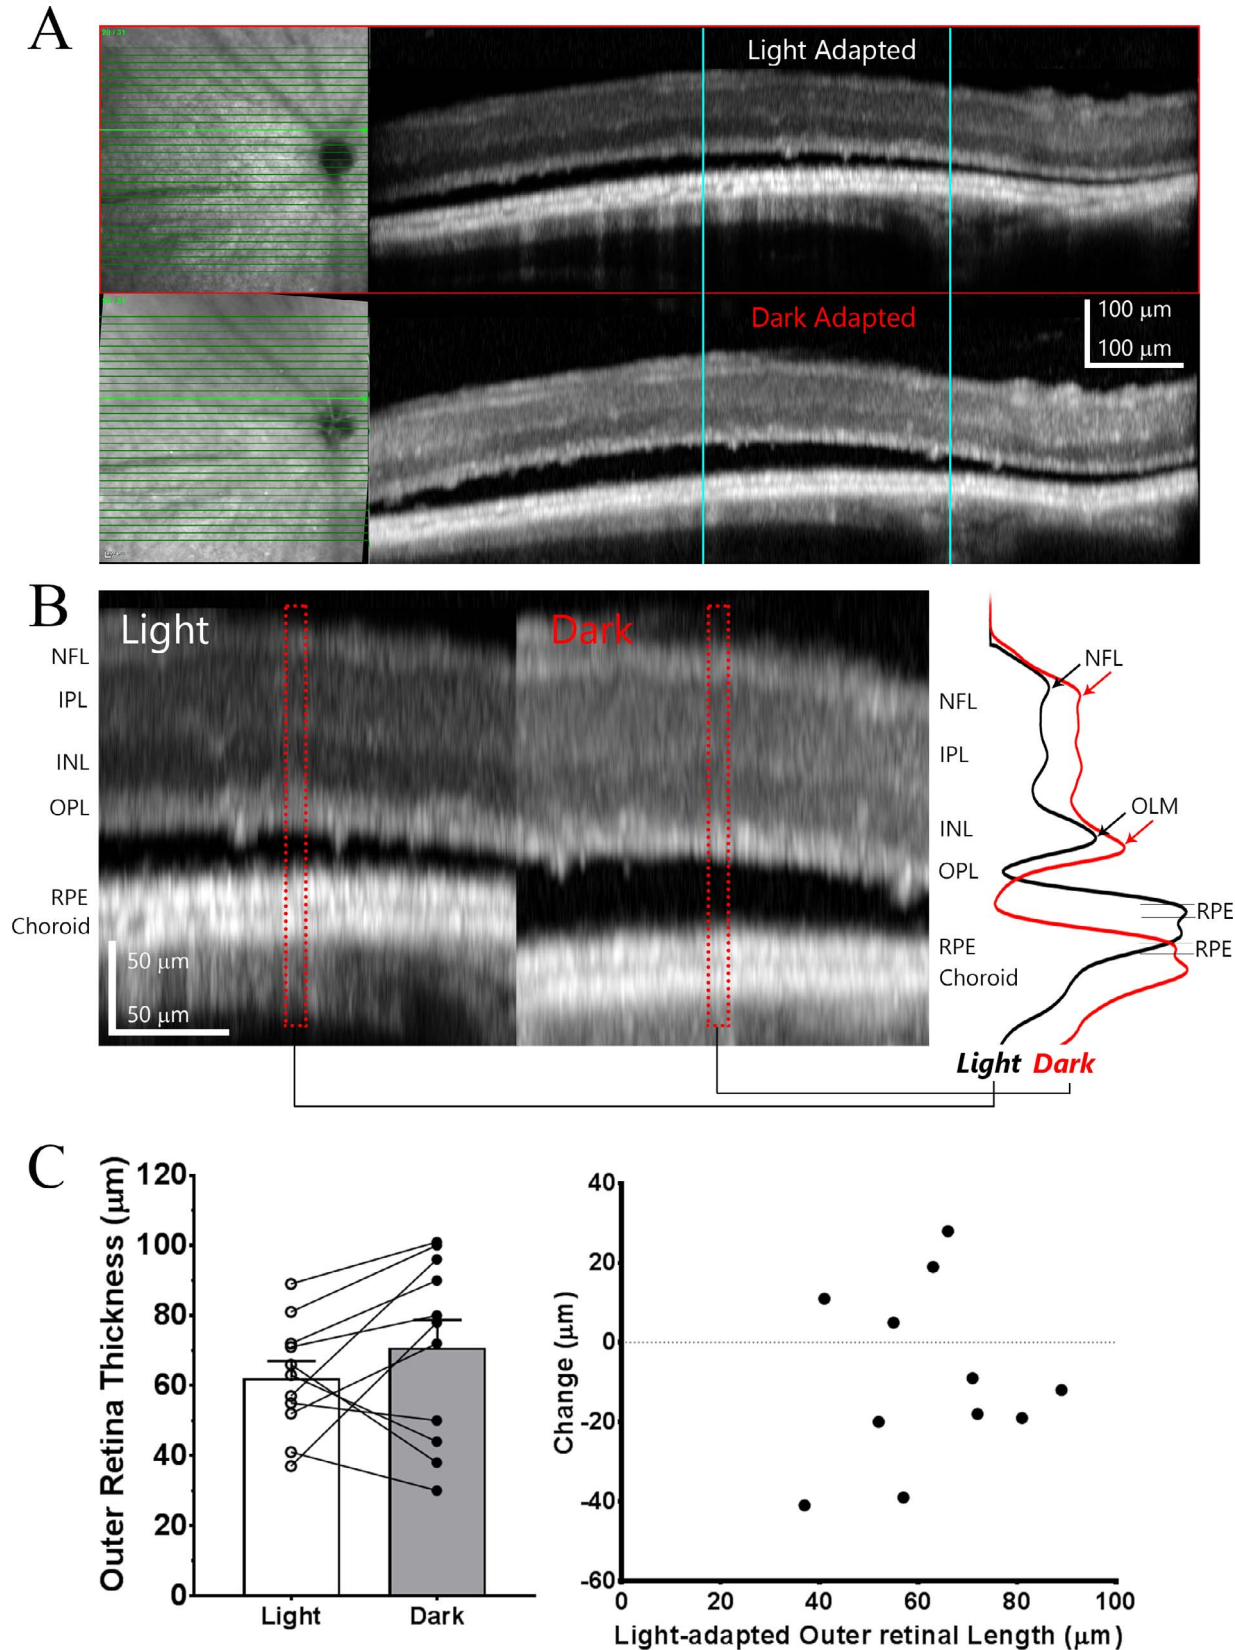 A
20 / 31
Light Adapted
Dark Adapted
100 μm
100 μm
B
Light
Dark
NFL
IPL
INL
OPL
RPE
Choroid
50 μm
50 μm
NFL
IPL
INL
OPL
RPE
Choroid
NFL
OLM
RPE
RPE
Light Dark
C
Outer Retina Thickness (μm)
120
100
80
60
40
20
0
Light Dark
Change (μm)
40
20
0
-20
-40
-60
0 20 40 60 80 100
Light-adapted Outer retinal Length (μm)